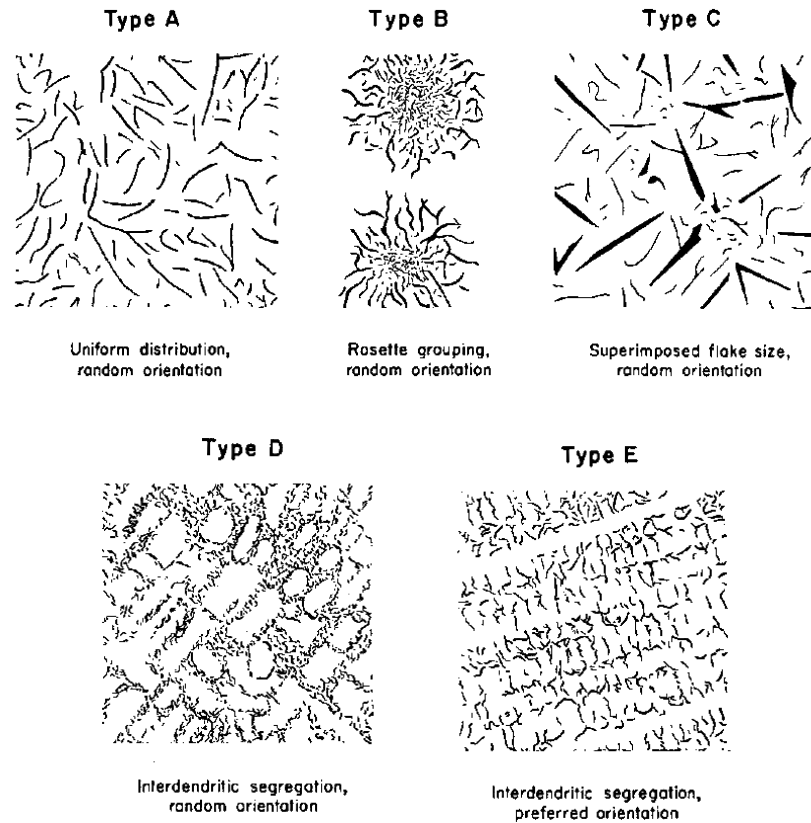 Type A
Type B
Type C
Uniform distribution,
random orientation
Rosette grouping,
random orientation
Superimposed flake size,
random orientation
Type D
Type E
Interdendritic segregation,
random orientation
Interdendritic segregation,
preferred orientation